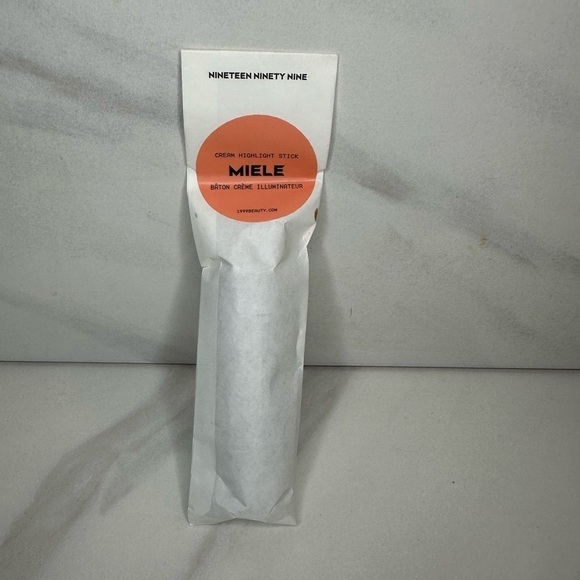 NINETEEN NINETY NINE
CREAM HIGHLIGHT STICK
MIELE
BÂTON CRÈME ILLUMINATEUR
1999BEAUTY.COM